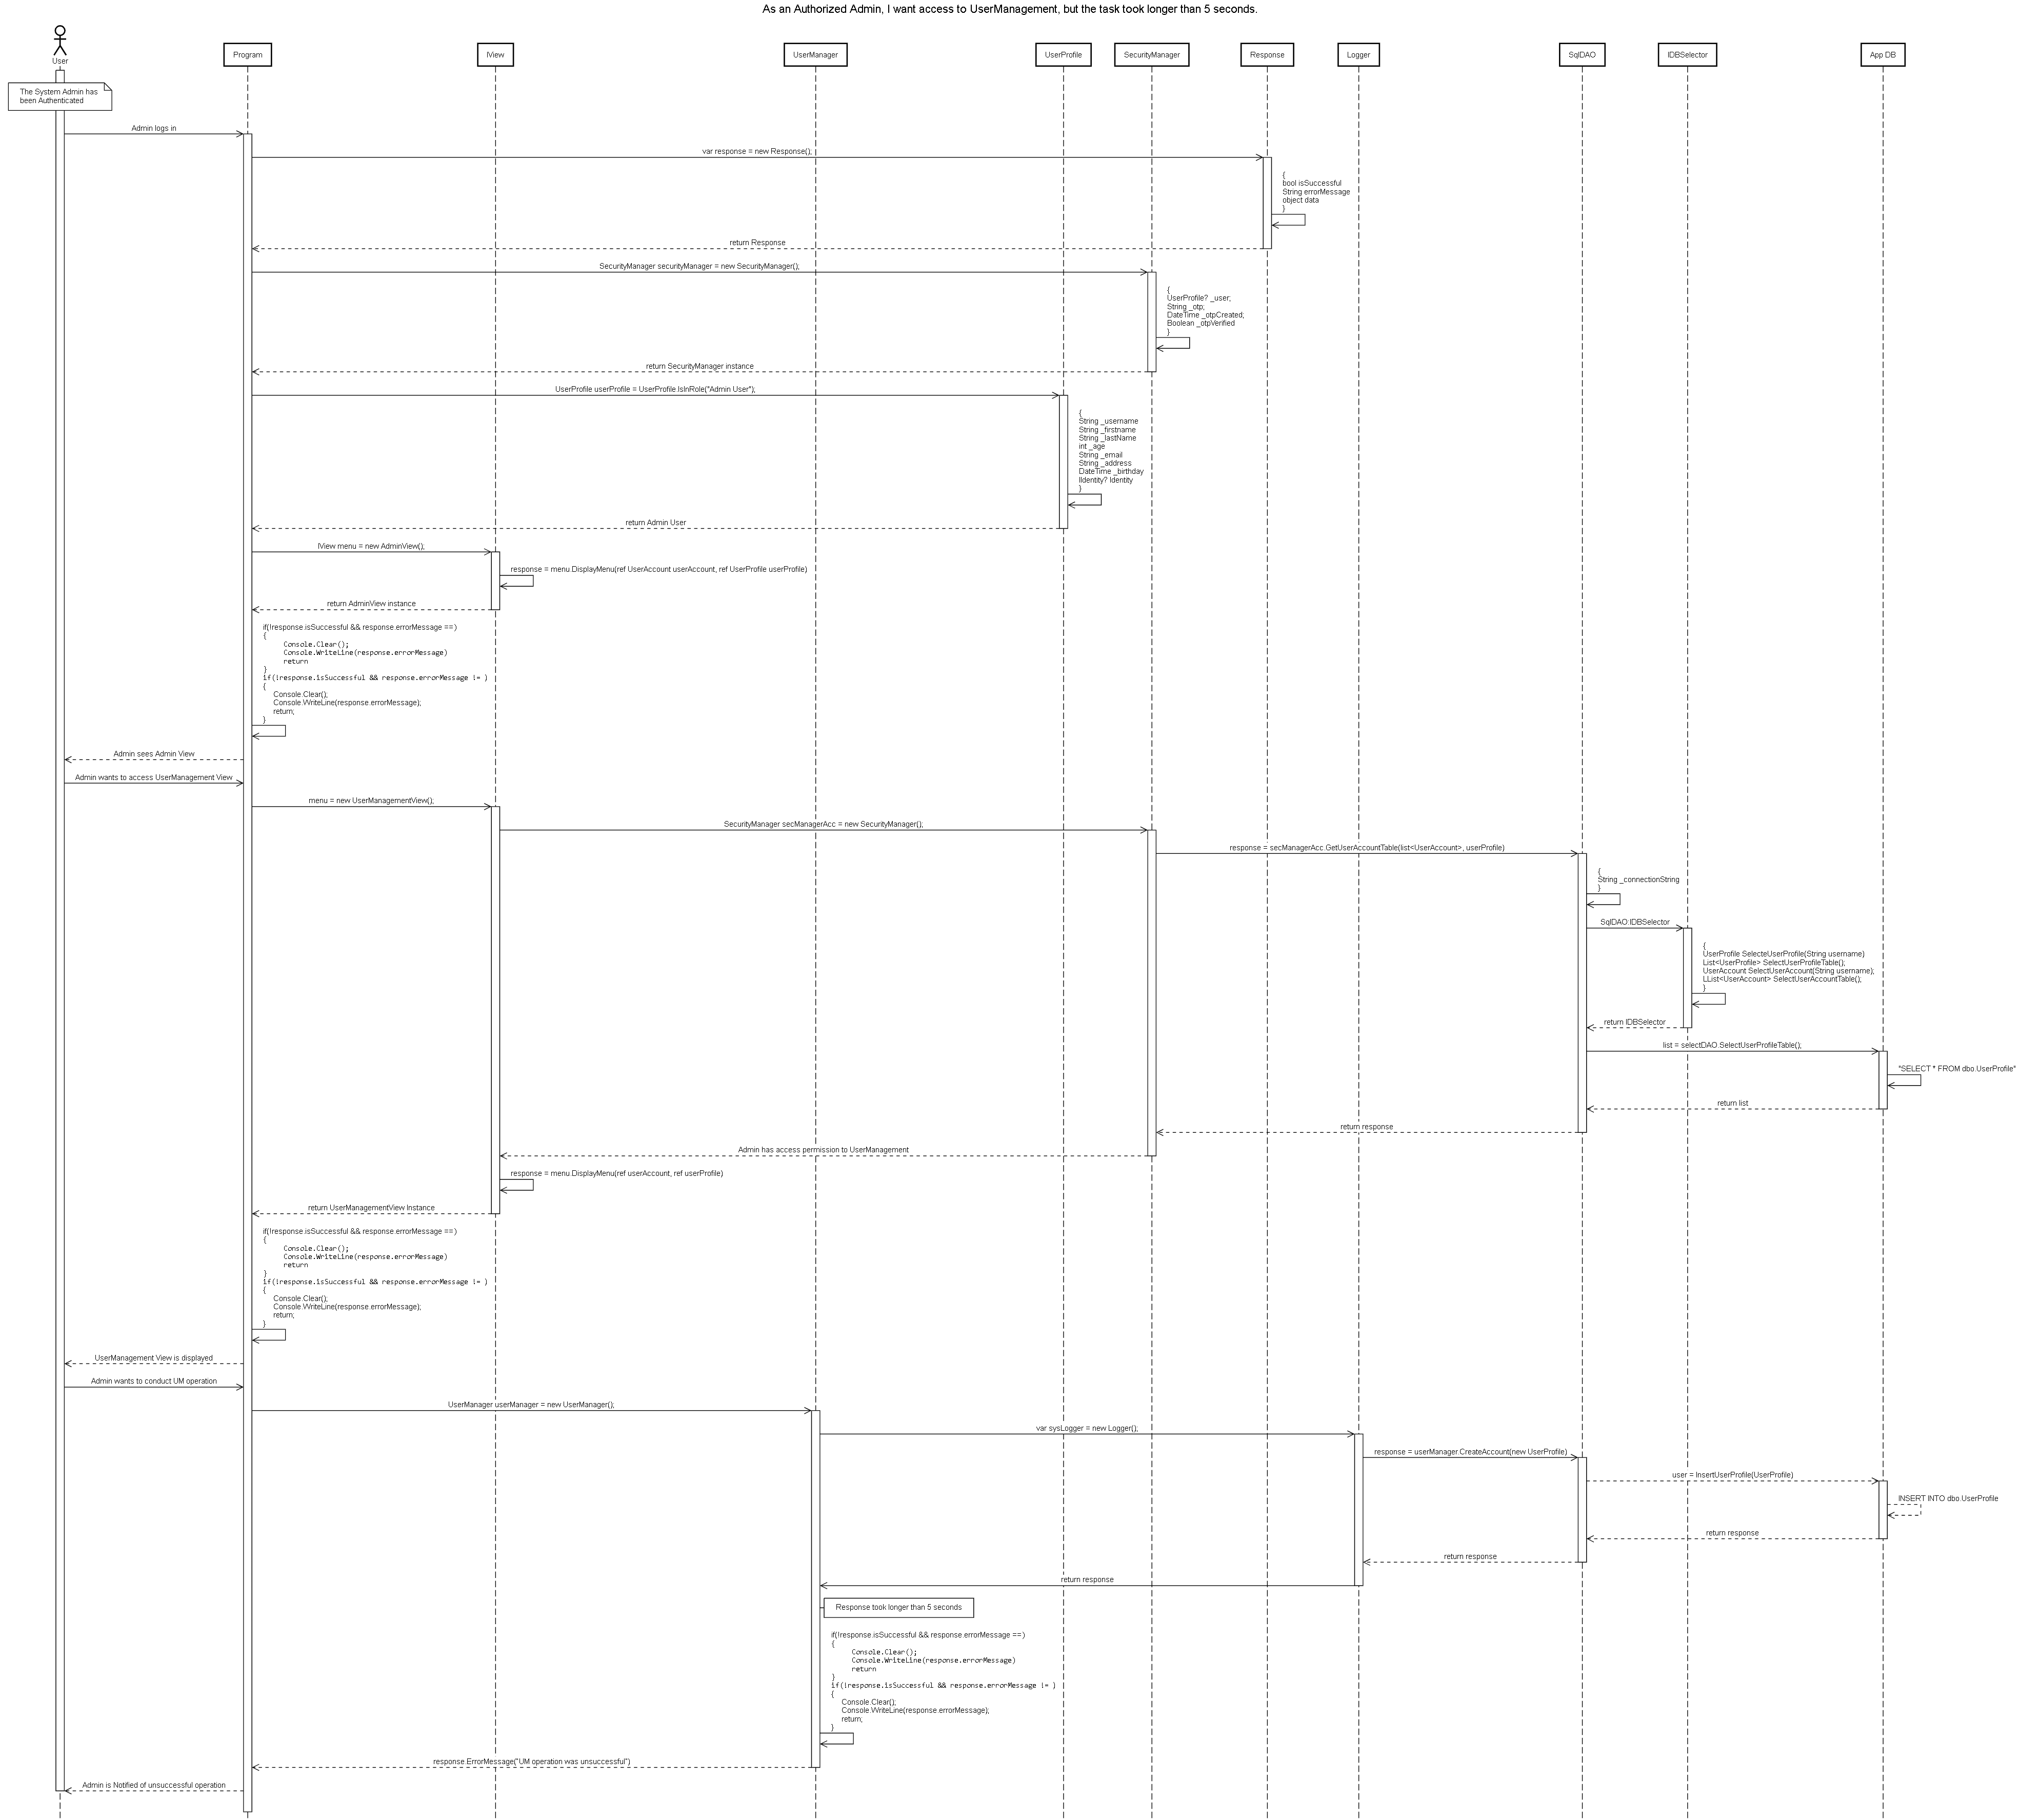 As an Authorized Admin, I want access to UserManagement, but the task took longer than 5 seconds.
User
Program
IView
UserManager
UserProfile
SecurityManager
Response
Logger
SqlDAO
IDBSelector
App DB
The System Admin has
been Authenticated
Admin logs in
var response = new Response();
{
bool isSuccessful
String errorMessage
object data
}
return Response
SecurityManager securityManager = new SecurityManager();
{
UserProfile? _user;
String _otp;
DateTime _otpCreated;
Boolean _otpVerified
}
return SecurityManager instance
UserProfile userProfile = UserProfile.IsInRole("Admin User");
{
String _username
String _firstname
String _lastName
int _age
String _email
String _address
DateTime _birthday
IIdentity? Identity
}
return Admin User
IView menu = new AdminView();
response = menu.DisplayMenu(ref UserAccount userAccount, ref UserProfile userProfile)
return AdminView instance
if(!response.isSuccessful && response.errorMessage ==)
{
Console.Clear();
Console.WriteLine(response.errorMessage)
return
}
if(!response.isSuccessful && response.errorMessage != )
{
Console.Clear();
Console.WriteLine(response.errorMessage);
return;
}
Admin sees Admin View
Admin wants to access UserManagement View
menu = new UserManagementView();
SecurityManager secManagerAcc = new SecurityManager();
response = secManagerAcc.GetUserAccountTable(list<UserAccount>, userProfile)
{
String _connectionString
}
SqlDAO:IDBSelector
{
UserProfile SelecteUserProfile(String username)
List<UserProfile> SelectUserProfileTable();
UserAccount SelectUserAccount(String username);
LList<UserAccount> SelectUserAccountTable();
}
return IDBSelector
list = selectDAO.SelectUserProfileTable();
"SELECT * FROM dbo.UserProfile"
return list
return response
Admin has access permission to UserManagement
response = menu.DisplayMenu(ref userAccount, ref userProfile)
return UserManagementView Instance
if(!response.isSuccessful && response.errorMessage ==)
{
Console.Clear();
Console.WriteLine(response.errorMessage)
return
}
if(!response.isSuccessful && response.errorMessage != )
{
Console.Clear();
Console.WriteLine(response.errorMessage);
return;
}
UserManagement View is displayed
Admin wants to conduct UM operation
UserManager userManager = new UserManager();
var sysLogger = new Logger();
response = userManager.CreateAccount(new UserProfile)
user = InsertUserProfile(UserProfile)
INSERT INTO dbo.UserProfile
return response
return response
return response
Response took longer than 5 seconds
if(!response.isSuccessful && response.errorMessage ==)
{
Console.Clear();
Console.WriteLine(response.errorMessage)
return
}
if(!response.isSuccessful && response.errorMessage != )
{
Console.Clear();
Console.WriteLine(response.errorMessage);
return;
}
response.ErrorMessage("UM operation was unsuccessful")
Admin is Notified of unsuccessful operation